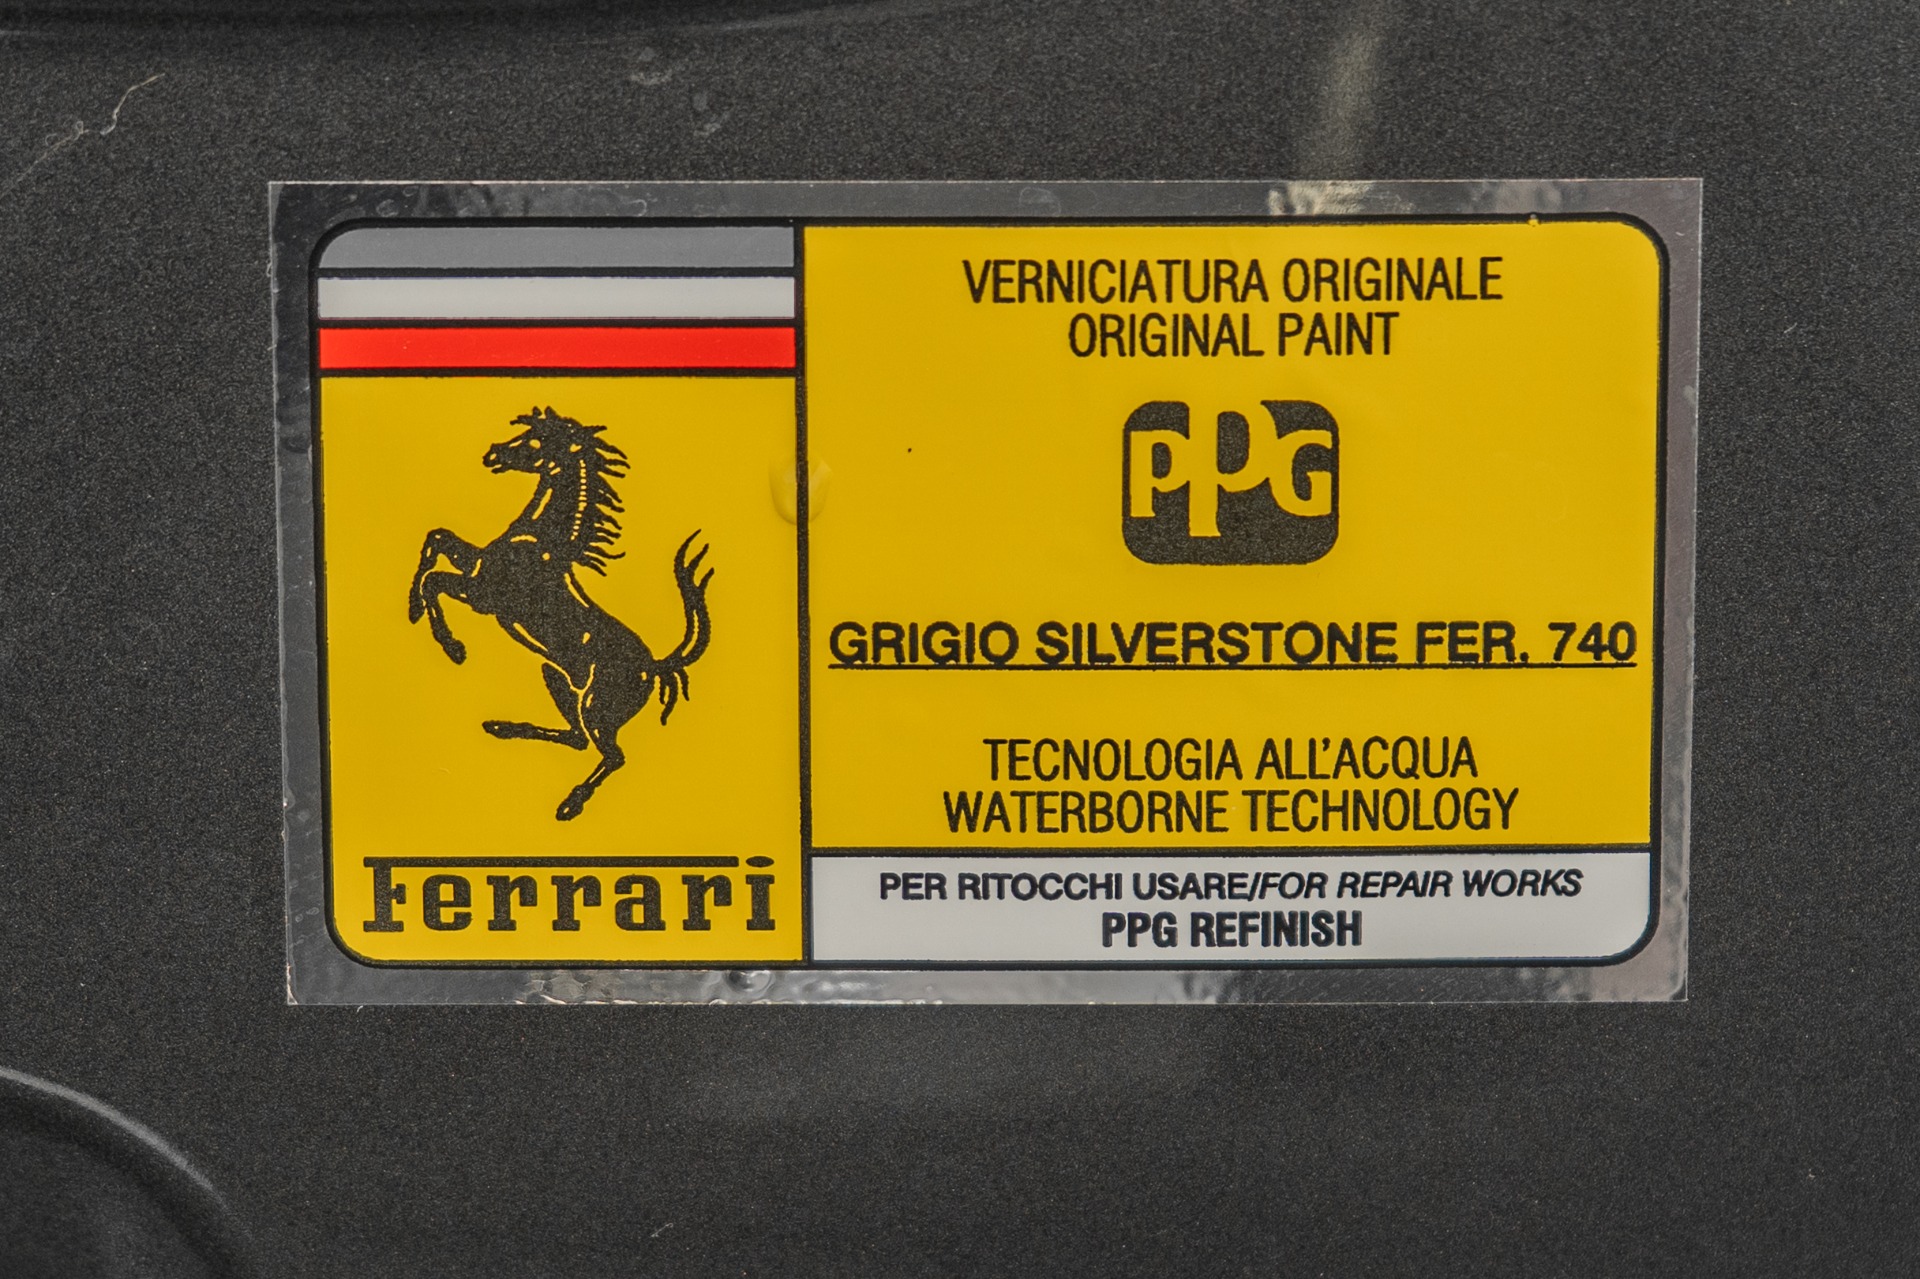 Ferrari
VERNICIATURA ORIGINALE
ORIGINAL PAINT
PPG
GRIGIO SILVERSTONE FER. 740
TECNOLOGIA ALL'ACQUA
WATERBORNE TECHNOLOGY
PER RITOCCHI USARE/FOR REPAIR WORKS
PPG REFINISH